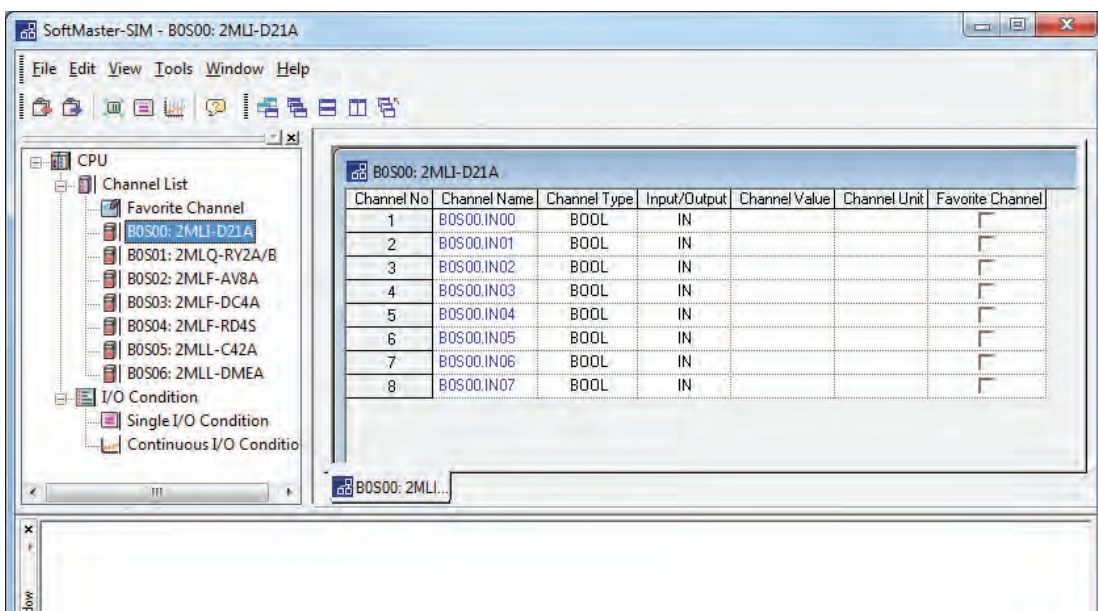 SoftMaster-SIM - B0S00: 2MLI-D21A
File Edit View Tools Window Help
CPU
Channel List
Favorite Channel
B0S00: 2MLI-D21A
B0S01: 2MLQ-RY2A/B
B0S02: 2MLF-AV8A
B0S03: 2MLF-DC4A
B0S04: 2MLF-RD4S
B0S05: 2MLL-C42A
B0S06: 2MLL-DMEA
I/O Condition
Single I/O Condition
Continuous I/O Conditio
B0S00: 2MLI-D21A
Channel No Channel Name Channel Type Input/Output Channel Value Channel Unit Favorite Channel
1 B0S00.IN00 BOOL IN
2 B0S00.IN01 BOOL IN
3 B0S00.IN02 BOOL IN
4 B0S00.IN03 BOOL IN
5 B0S00.IN04 BOOL IN
6 B0S00.IN05 BOOL IN
7 B0S00.IN06 BOOL IN
8 B0S00.IN07 BOOL IN
B0S00: 2MLI...
dow